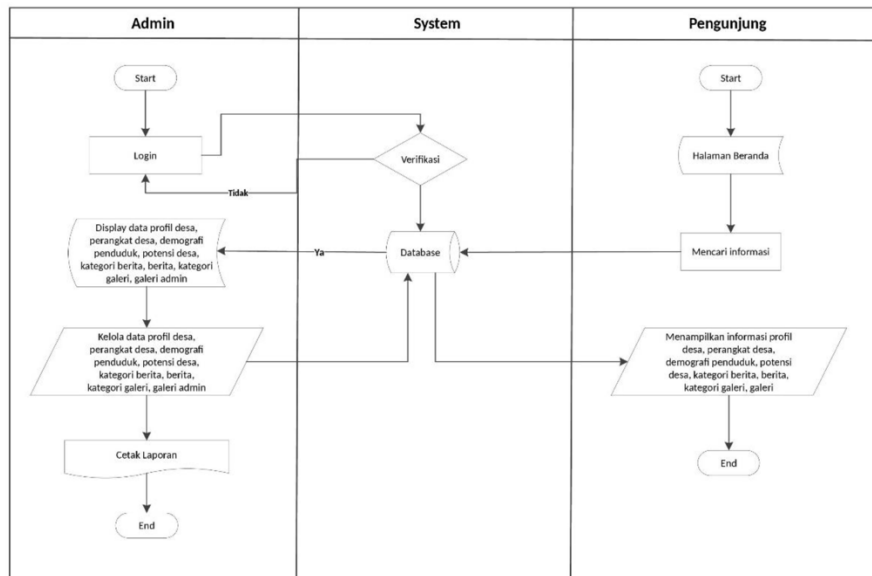 Admin
System
Pengunjung
Start
Start
Login
Verifikasi
Halaman Beranda
Tidak
Display data profil desa,
perangkat desa, demografi
penduduk, potensi desa,
kategori berita, berita, kategori
galeri, galeri admin
Ya
Database
Mencari informasi
Kelola data profil desa,
perangkat desa, demografi
penduduk, potensi desa,
kategori berita, berita,
kategori galeri, galeri admin
Menampilkan informasi profil
desa, perangkat desa,
demografi penduduk, potensi
desa, kategori berita, berita,
kategori galeri, galeri
Cetak Laporan
End
End